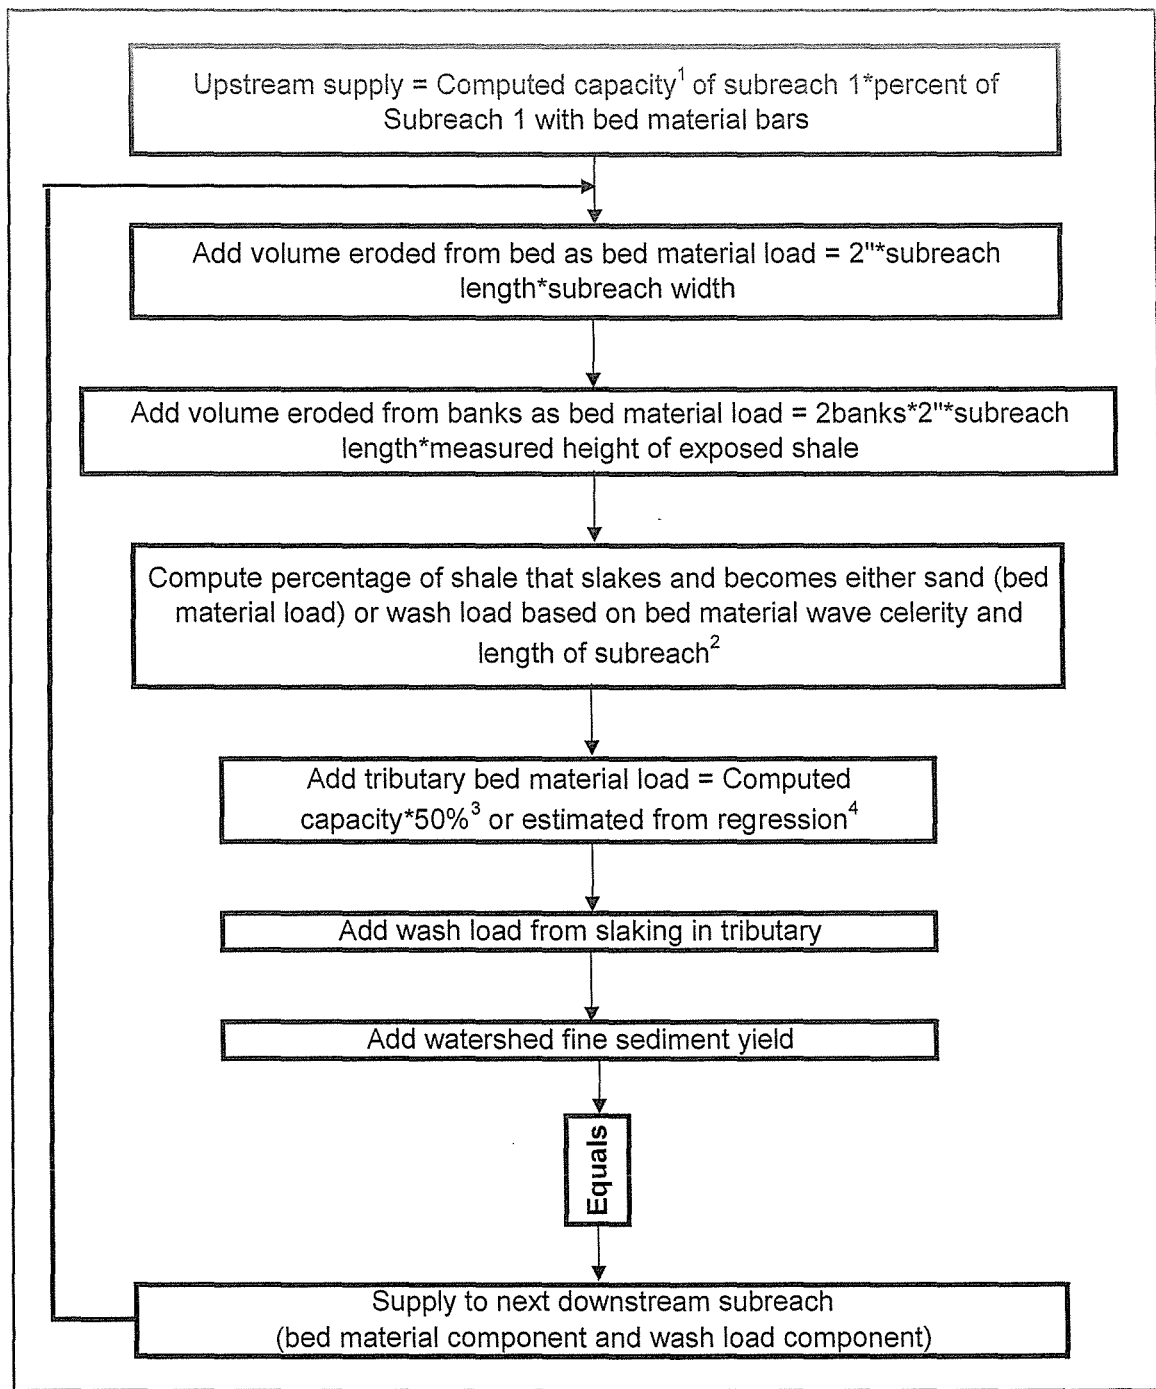 Upstream supply = Computed capacity¹ of subreach 1*percent of
Subreach 1 with bed material bars
Add volume eroded from bed as bed material load = 2"*subreach
length*subreach width
Add volume eroded from banks as bed material load = 2banks*2"*subreach
length*measured height of exposed shale
Compute percentage of shale that slakes and becomes either sand (bed
material load) or wash load based on bed material wave celerity and
length of subreach²
Add tributary bed material load = Computed
capacity*50%³ or estimated from regression⁴
Add wash load from slaking in tributary
Add watershed fine sediment yield
Equals
Supply to next downstream subreach
(bed material component and wash load component)